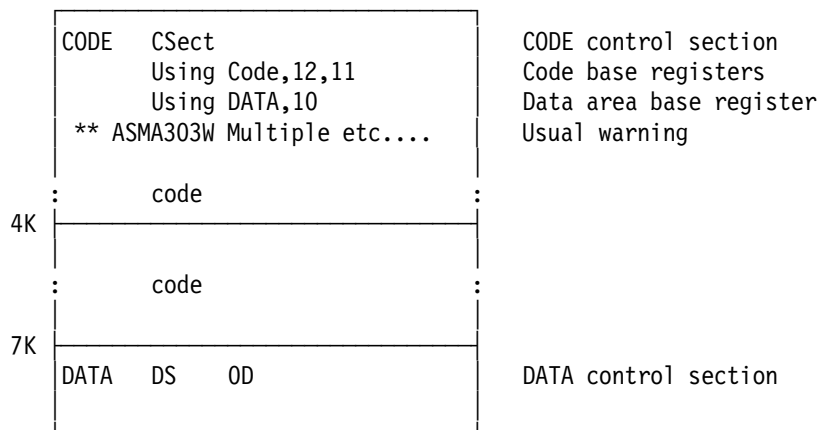 CODE CSect CODE control section
Using Code,12,11 Code base registers
Using DATA,10 Data area base register
** ASMA303W Multiple etc.... Usual warning
: code :
4K
: code :
7K
DATA DS 0D DATA control section